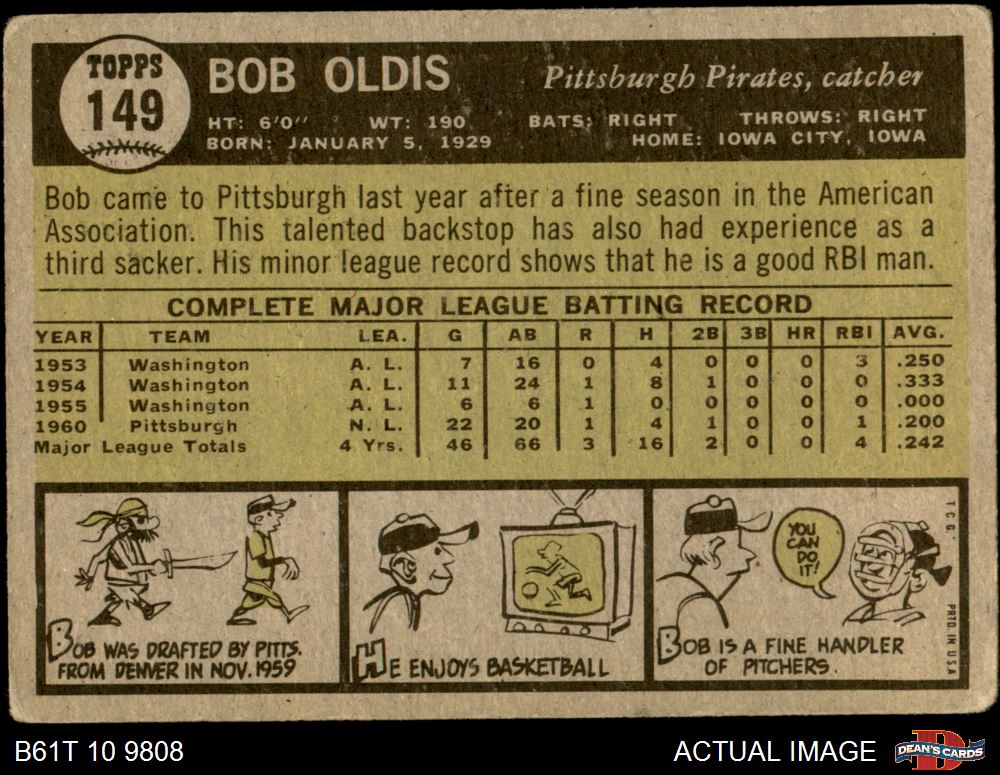 TOPPS
149
BOB OLDIS
Pittsburgh Pirates, catcher
HT: 6'0" WT: 190 BATS: RIGHT THROWS: RIGHT
BORN: JANUARY 5, 1929 HOME: IOWA CITY, IOWA
Bob came to Pittsburgh last year after a fine season in the American
Association. This talented backstop has also had experience as a
third sacker. His minor league record shows that he is a good RBI man.
COMPLETE MAJOR LEAGUE BATTING RECORD
YEAR TEAM LEA. G AB R H 2B 3B HR RBI AVG.
1953 Washington A. L. 7 16 0 4 0 0 0 3 .250
1954 Washington A. L. 11 24 1 8 1 0 0 0 .333
1955 Washington A. L. 6 6 1 0 0 0 0 0 .000
1960 Pittsburgh N. L. 22 20 1 4 1 0 0 1 .200
Major League Totals 4 Yrs. 46 66 3 16 2 0 0 4 .242
BOB WAS DRAFTED BY PITTS.
FROM DENVER IN NOV. 1959
HE ENJOYS BASKETBALL
YOU
CAN
DO
IT!
BOB IS A FINE HANDLER
OF PITCHERS.
T.C.G. PRTD. IN U.S.A.
B61T 10 9808
ACTUAL IMAGE
DEAN'S CARDS